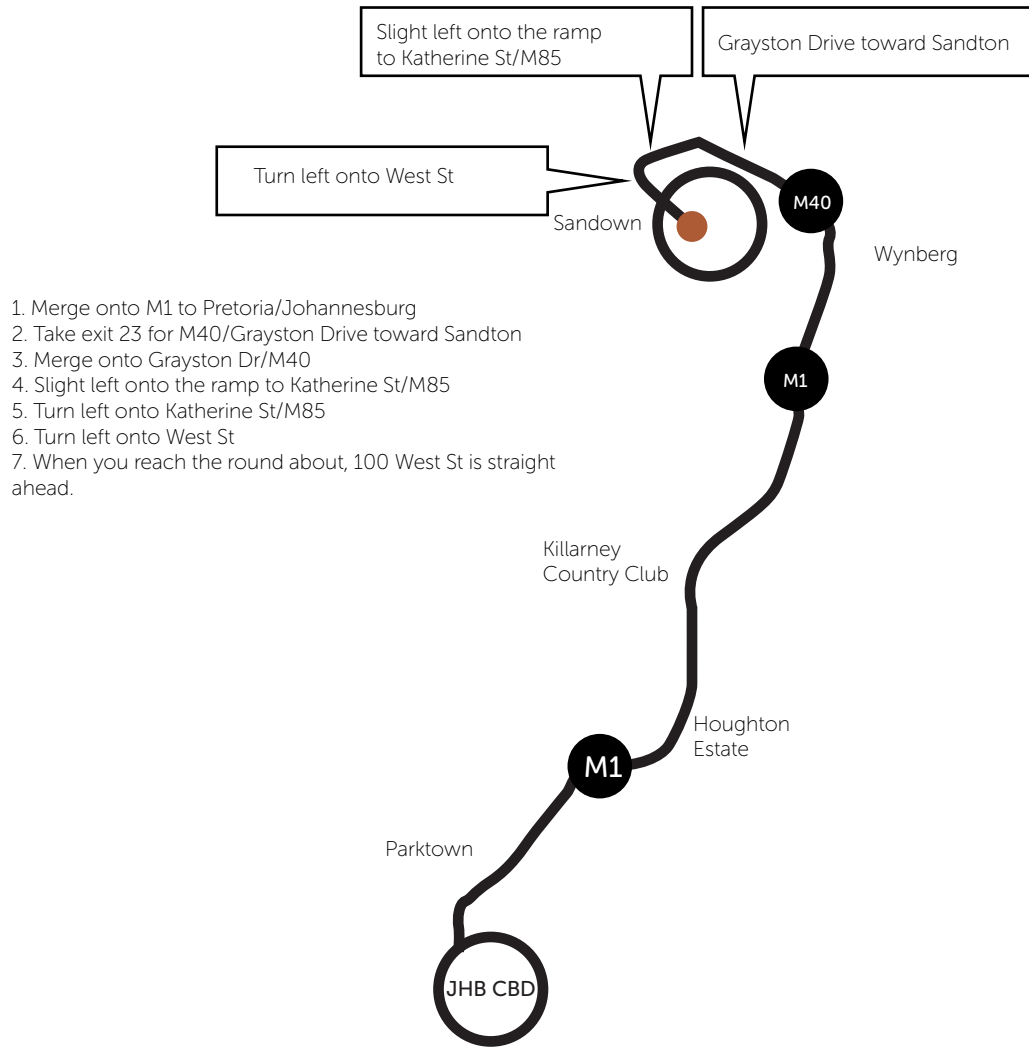 Slight left onto the ramp
to Katherine St/M85
Grayston Drive toward Sandton
Turn left onto West St
Sandown
M40
Wynberg
1. Merge onto M1 to Pretoria/Johannesburg
2. Take exit 23 for M40/Grayston Drive toward Sandton
3. Merge onto Grayston Dr/M40
4. Slight left onto the ramp to Katherine St/M85
5. Turn left onto Katherine St/M85
6. Turn left onto West St
7. When you reach the round about, 100 West St is straight
ahead.
M1
Killarney
Country Club
Houghton
Estate
M1
Parktown
JHB CBD